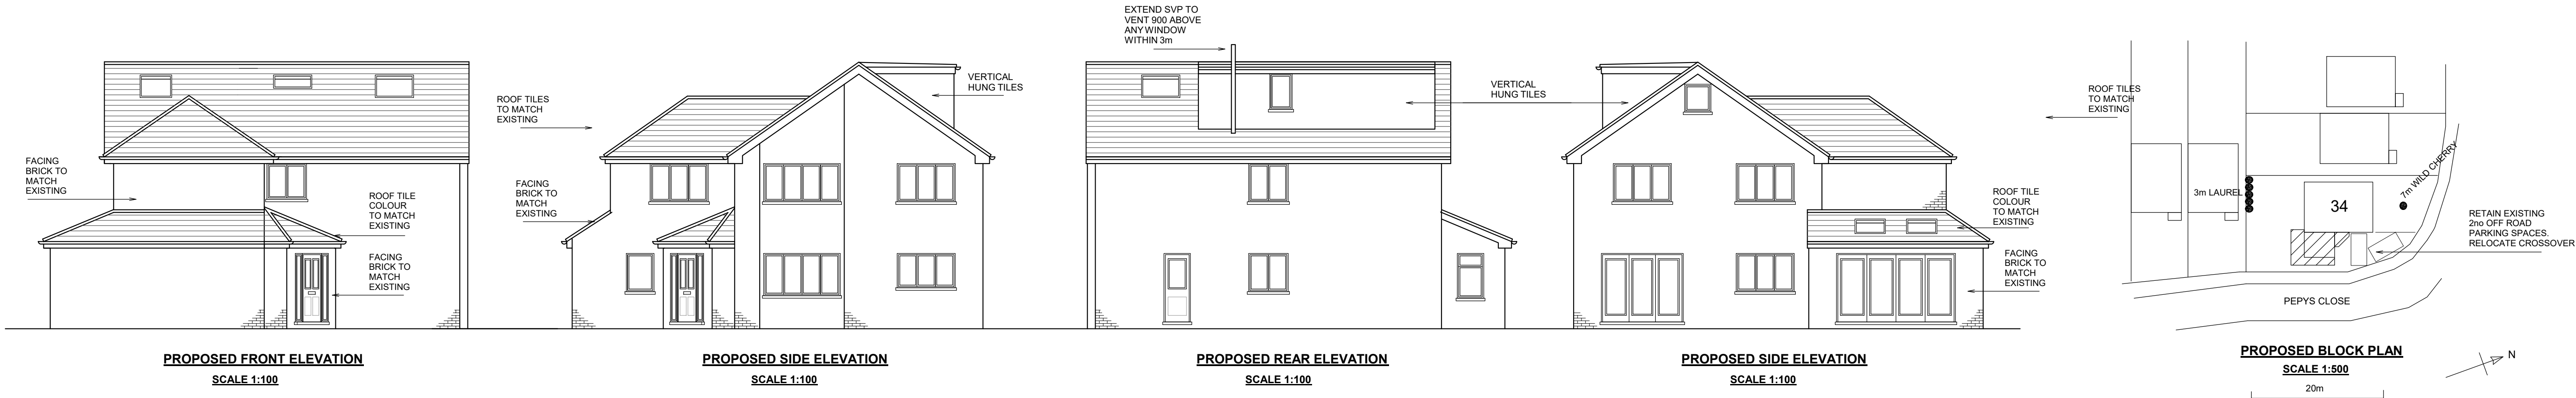 FACING
BRICK TO
MATCH
EXISTING
ROOF TILE
COLOUR
TO MATCH
EXISTING
FACING
BRICK TO
MATCH
EXISTING
PROPOSED FRONT ELEVATION
SCALE 1:100
ROOF TILES
TO MATCH
EXISTING
FACING
BRICK TO
MATCH
EXISTING
VERTICAL
HUNG TILES
PROPOSED SIDE ELEVATION
SCALE 1:100
EXTEND SVP TO
VENT 900 ABOVE
ANY WINDOW
WITHIN 3m
VERTICAL
HUNG TILES
PROPOSED REAR ELEVATION
SCALE 1:100
ROOF TILES
TO MATCH
EXISTING
ROOF TILE
COLOUR
TO MATCH
EXISTING
FACING
BRICK TO
MATCH
EXISTING
PROPOSED SIDE ELEVATION
SCALE 1:100
3m LAUREL
34
7m WILD CHERRY
RETAIN EXISTING
2no OFF ROAD
PARKING SPACES.
RELOCATE CROSSOVER
PEPYS CLOSE
PROPOSED BLOCK PLAN
SCALE 1:500
20m
N